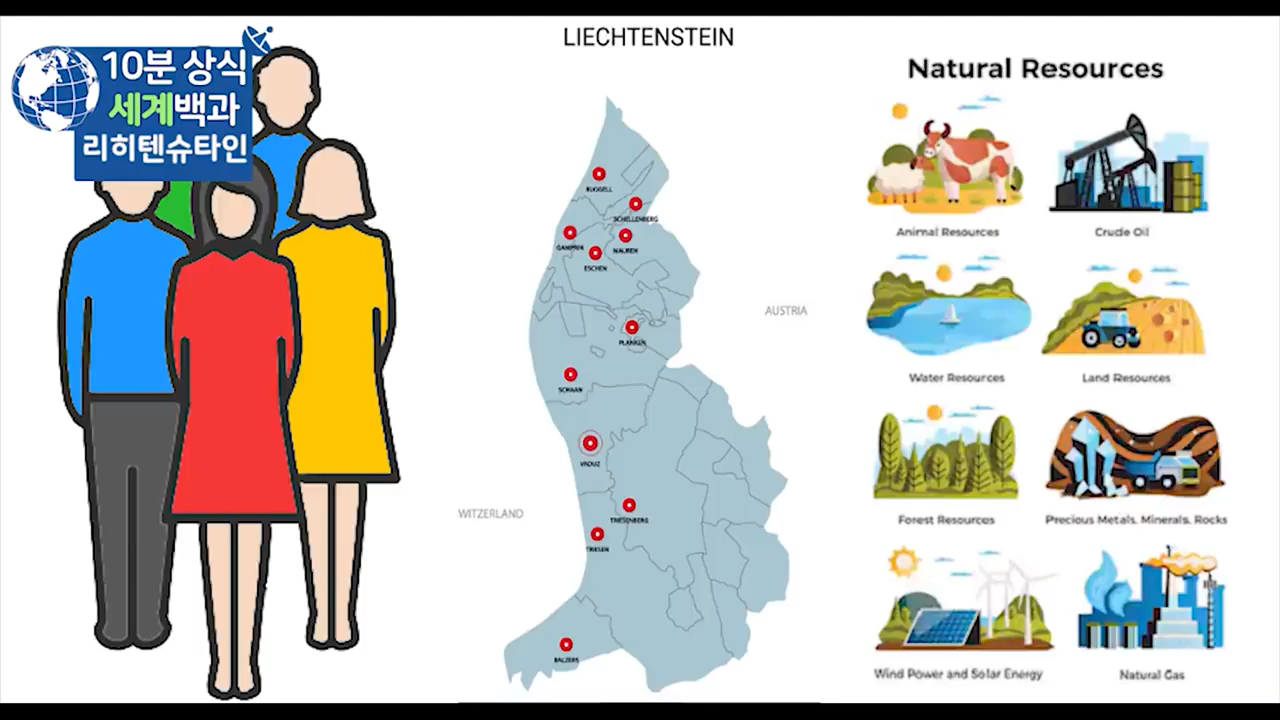 10분 상식
세계백과
리히텐슈타인
LIECHTENSTEIN
RUGGELL
SCHELLENBERG
GAMPRIN
MAUREN
ESCHEN
PLANKEN
SCHAAN
VADUZ
TRIESENBERG
TRIESEN
BALZERS
AUSTRIA
WITZERLAND
Natural Resources
Animal Resources
Crude Oil
Water Resources
Land Resources
Forest Resources
Precious Metals, Minerals, Rocks
Wind Power and Solar Energy
Natural Gas